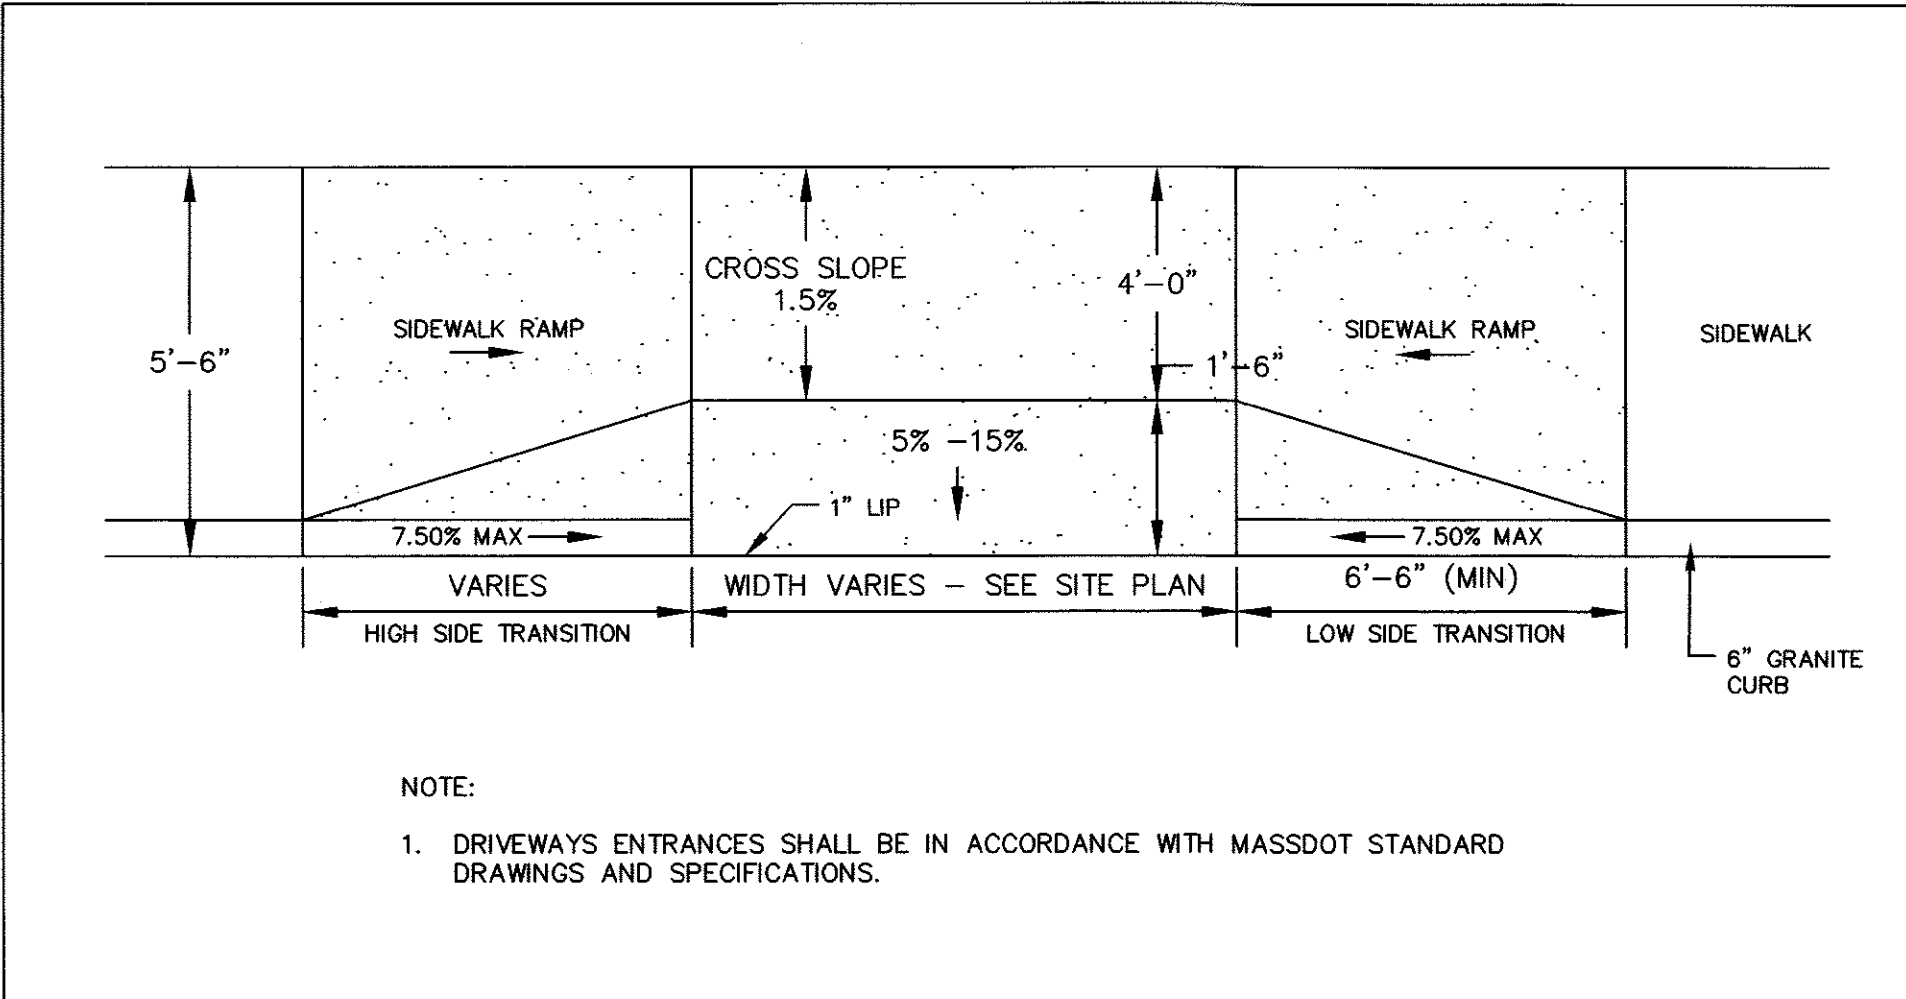 CROSS SLOPE
1.5%
4'-0"
SIDEWALK RAMP
SIDEWALK RAMP
SIDEWALK
5'-6"
1'-6"
5% -15%
1" LIP
7.50% MAX
7.50% MAX
VARIES
WIDTH VARIES - SEE SITE PLAN
6'-6" (MIN)
HIGH SIDE TRANSITION
LOW SIDE TRANSITION
6" GRANITE
CURB
NOTE:
1. DRIVEWAYS ENTRANCES SHALL BE IN ACCORDANCE WITH MASSDOT STANDARD
DRAWINGS AND SPECIFICATIONS.